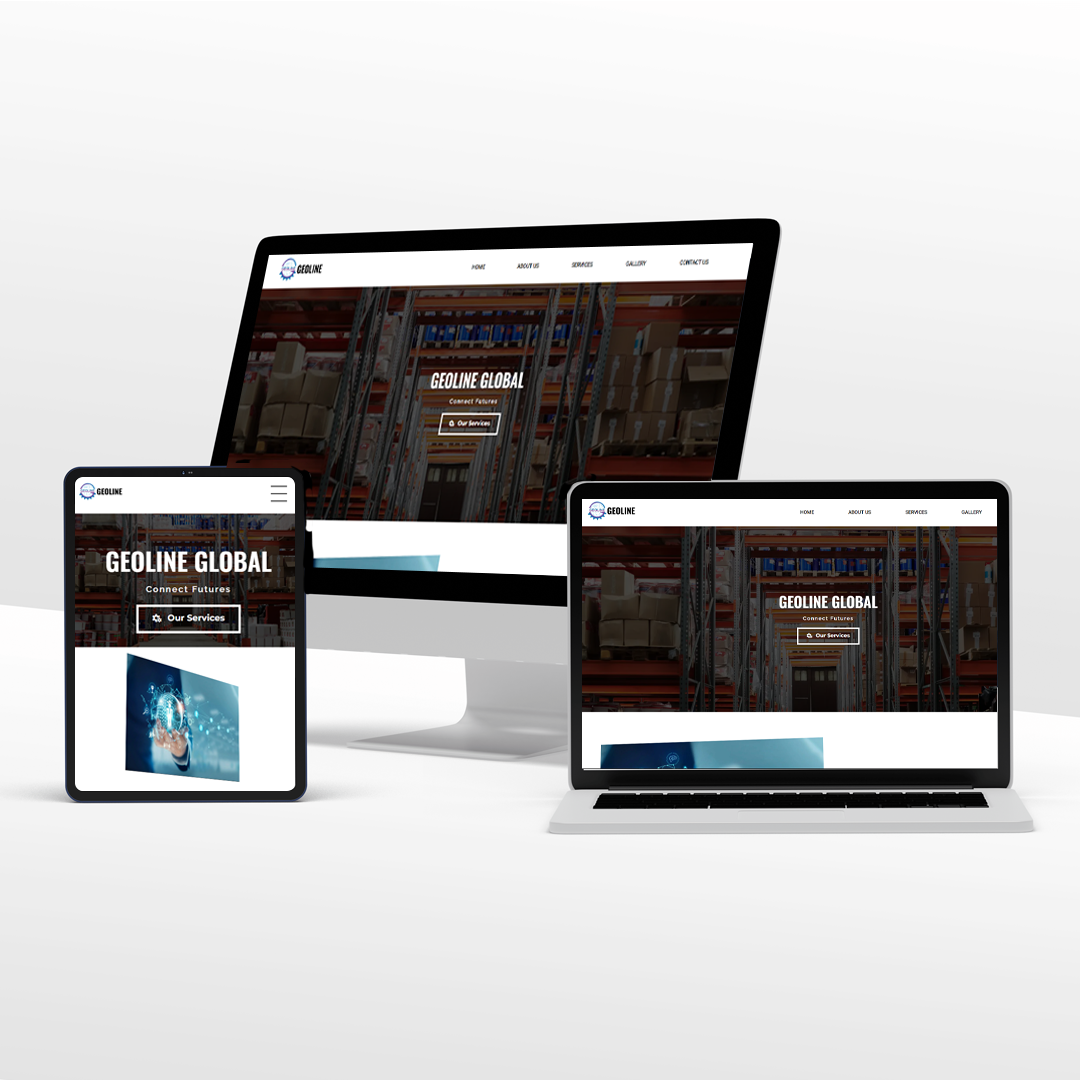 GEOLINE
HOME ABOUT US SERVICES GALLERY CONTACT US
GEOLINE GLOBAL
Connect Futures
Our Services
GEOLINE
GEOLINE GLOBAL
Connect Futures
Our Services
GEOLINE
HOME ABOUT US SERVICES GALLERY
GEOLINE GLOBAL
Connect Futures
Our Services